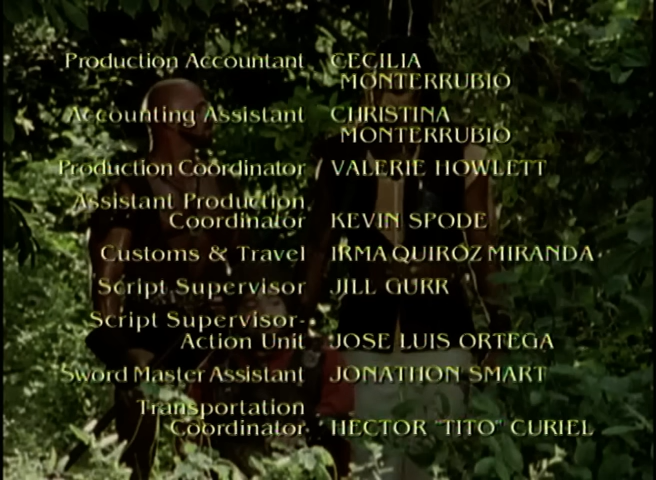 Production Accountant CECILIA
MONTERRUBIO
Accounting Assistant CHRISTINA
MONTERRUBIO
Production Coordinator VALERIE HOWLETT
Assistant Production
Coordinator KEVIN SPODE
Customs & Travel IRMA QUIROZ MIRANDA
Script Supervisor JILL GURR
Script Supervisor-
Action Unit JOSE LUIS ORTEGA
Sword Master Assistant JONATHON SMART
Transportation
Coordinator HECTOR "TITO" CURIEL